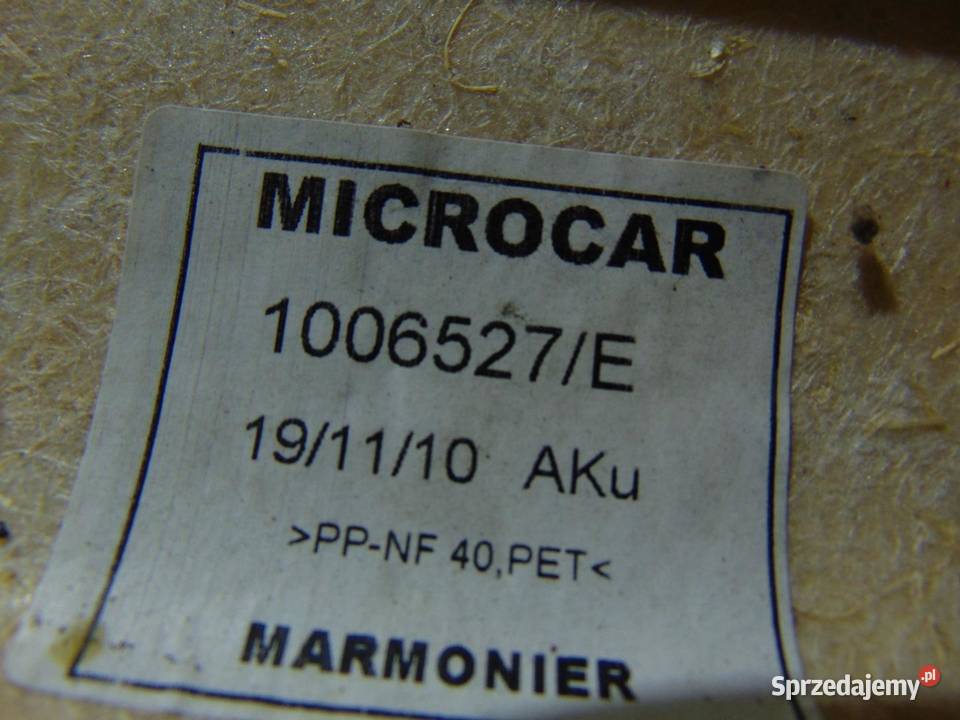 MICROCAR
1006527/E
19/11/10 AKu
>PP-NF 40,PET<
MARMONIER
Sprzedajemy.pl